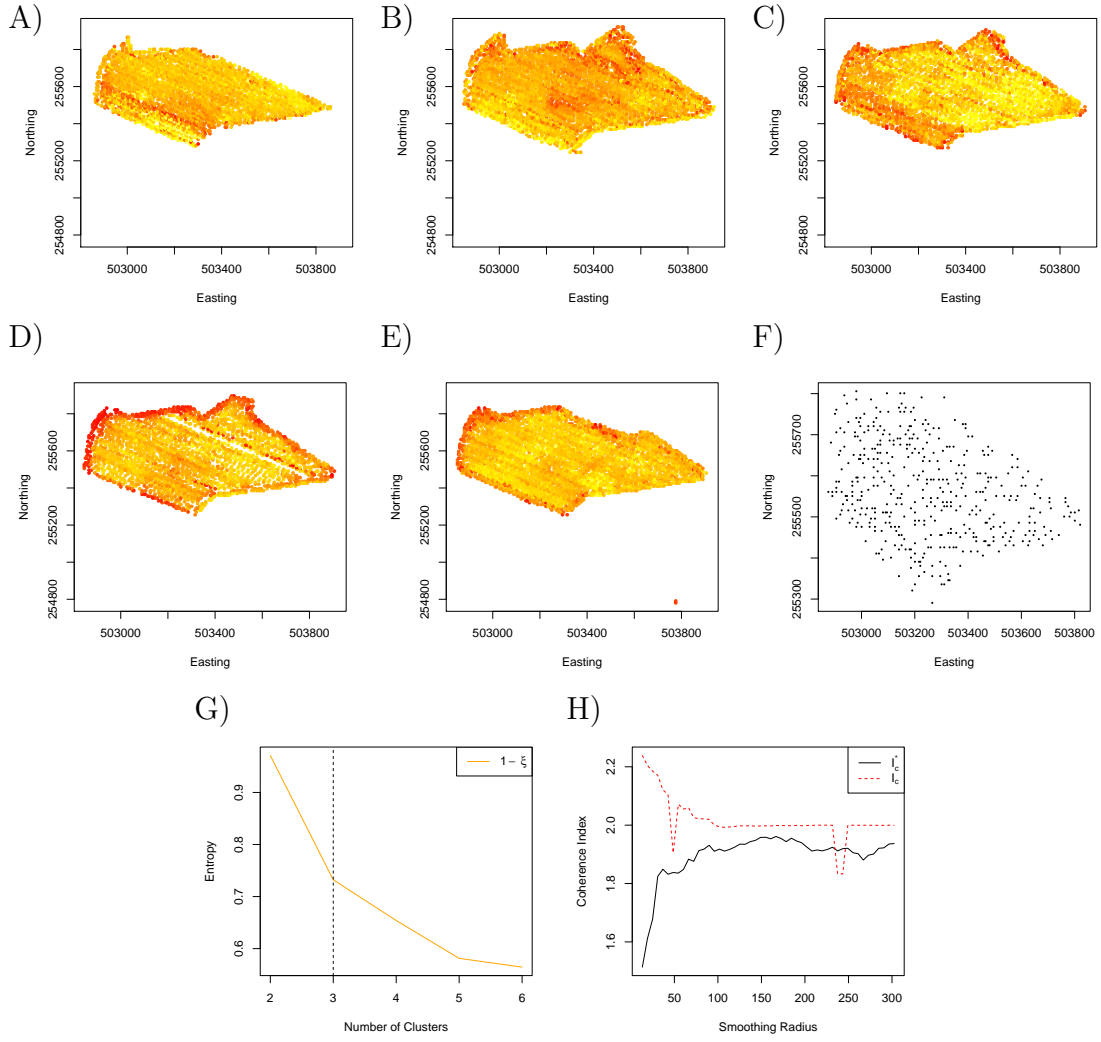 A)
B)
C)
255600
255200
254800
Northing
503000 503400 503800
Easting
255600
255200
254800
Northing
503000 503400 503800
Easting
255600
255200
254800
Northing
503000 503400 503800
Easting
D)
E)
F)
255600
255200
254800
Northing
503000 503400 503800
Easting
255600
255200
254800
Northing
503000 503400 503800
Easting
255700
255500
255300
Northing
503000 503200 503400 503600 503800
Easting
G)
H)
1 − ξ
0.9
0.8
0.7
0.6
Entropy
2 3 4 5 6
Number of Clusters
I*c
Ic
2.2
2.0
1.8
1.6
Coherence Index
50 100 150 200 250 300
Smoothing Radius